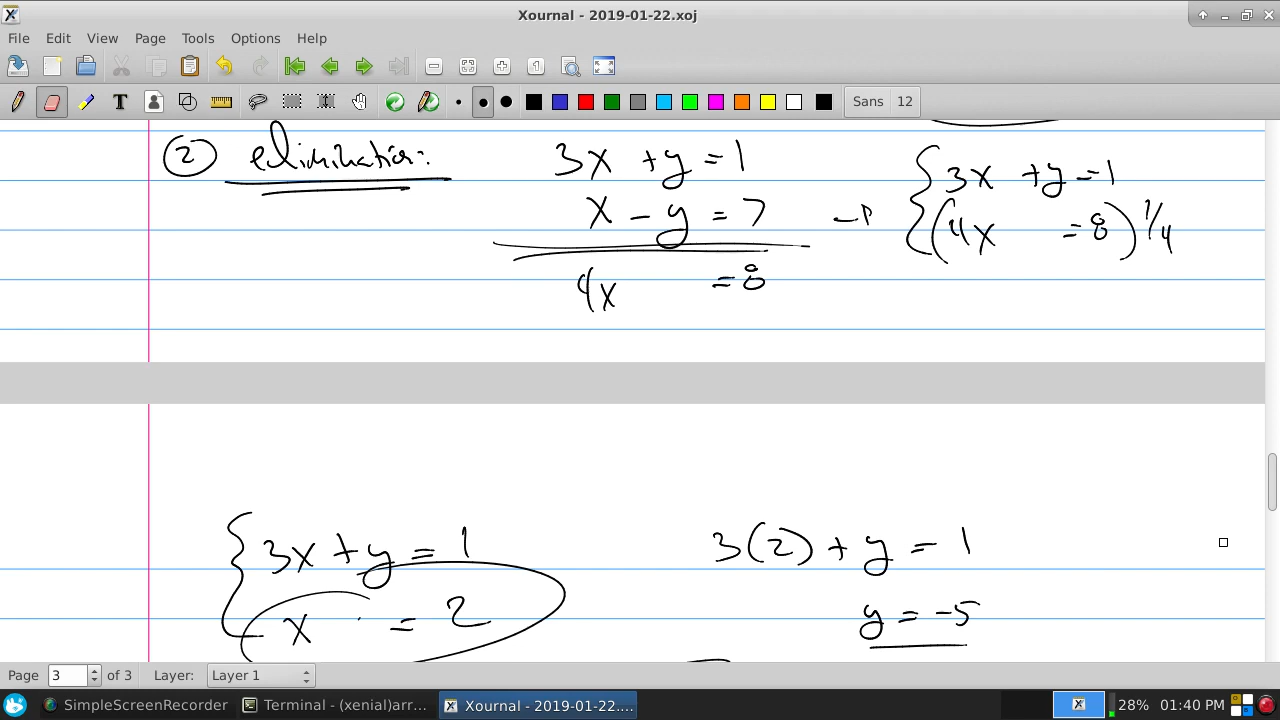 Xournal - 2019-01-22.xoj
File Edit View Page Tools Options Help
Sans 12
② elimination: 3x + y = 1
x - y = 7
4x = 8
3x + y = 1
(4x = 8) 1/4
3x + y = 1
x = 2
3(2) + y = 1
y = -5
Page 3 of 3 Layer: Layer 1
SimpleScreenRecorder Terminal - (xenial)arr... Xournal - 2019-01-22.... 28% 01:40 PM